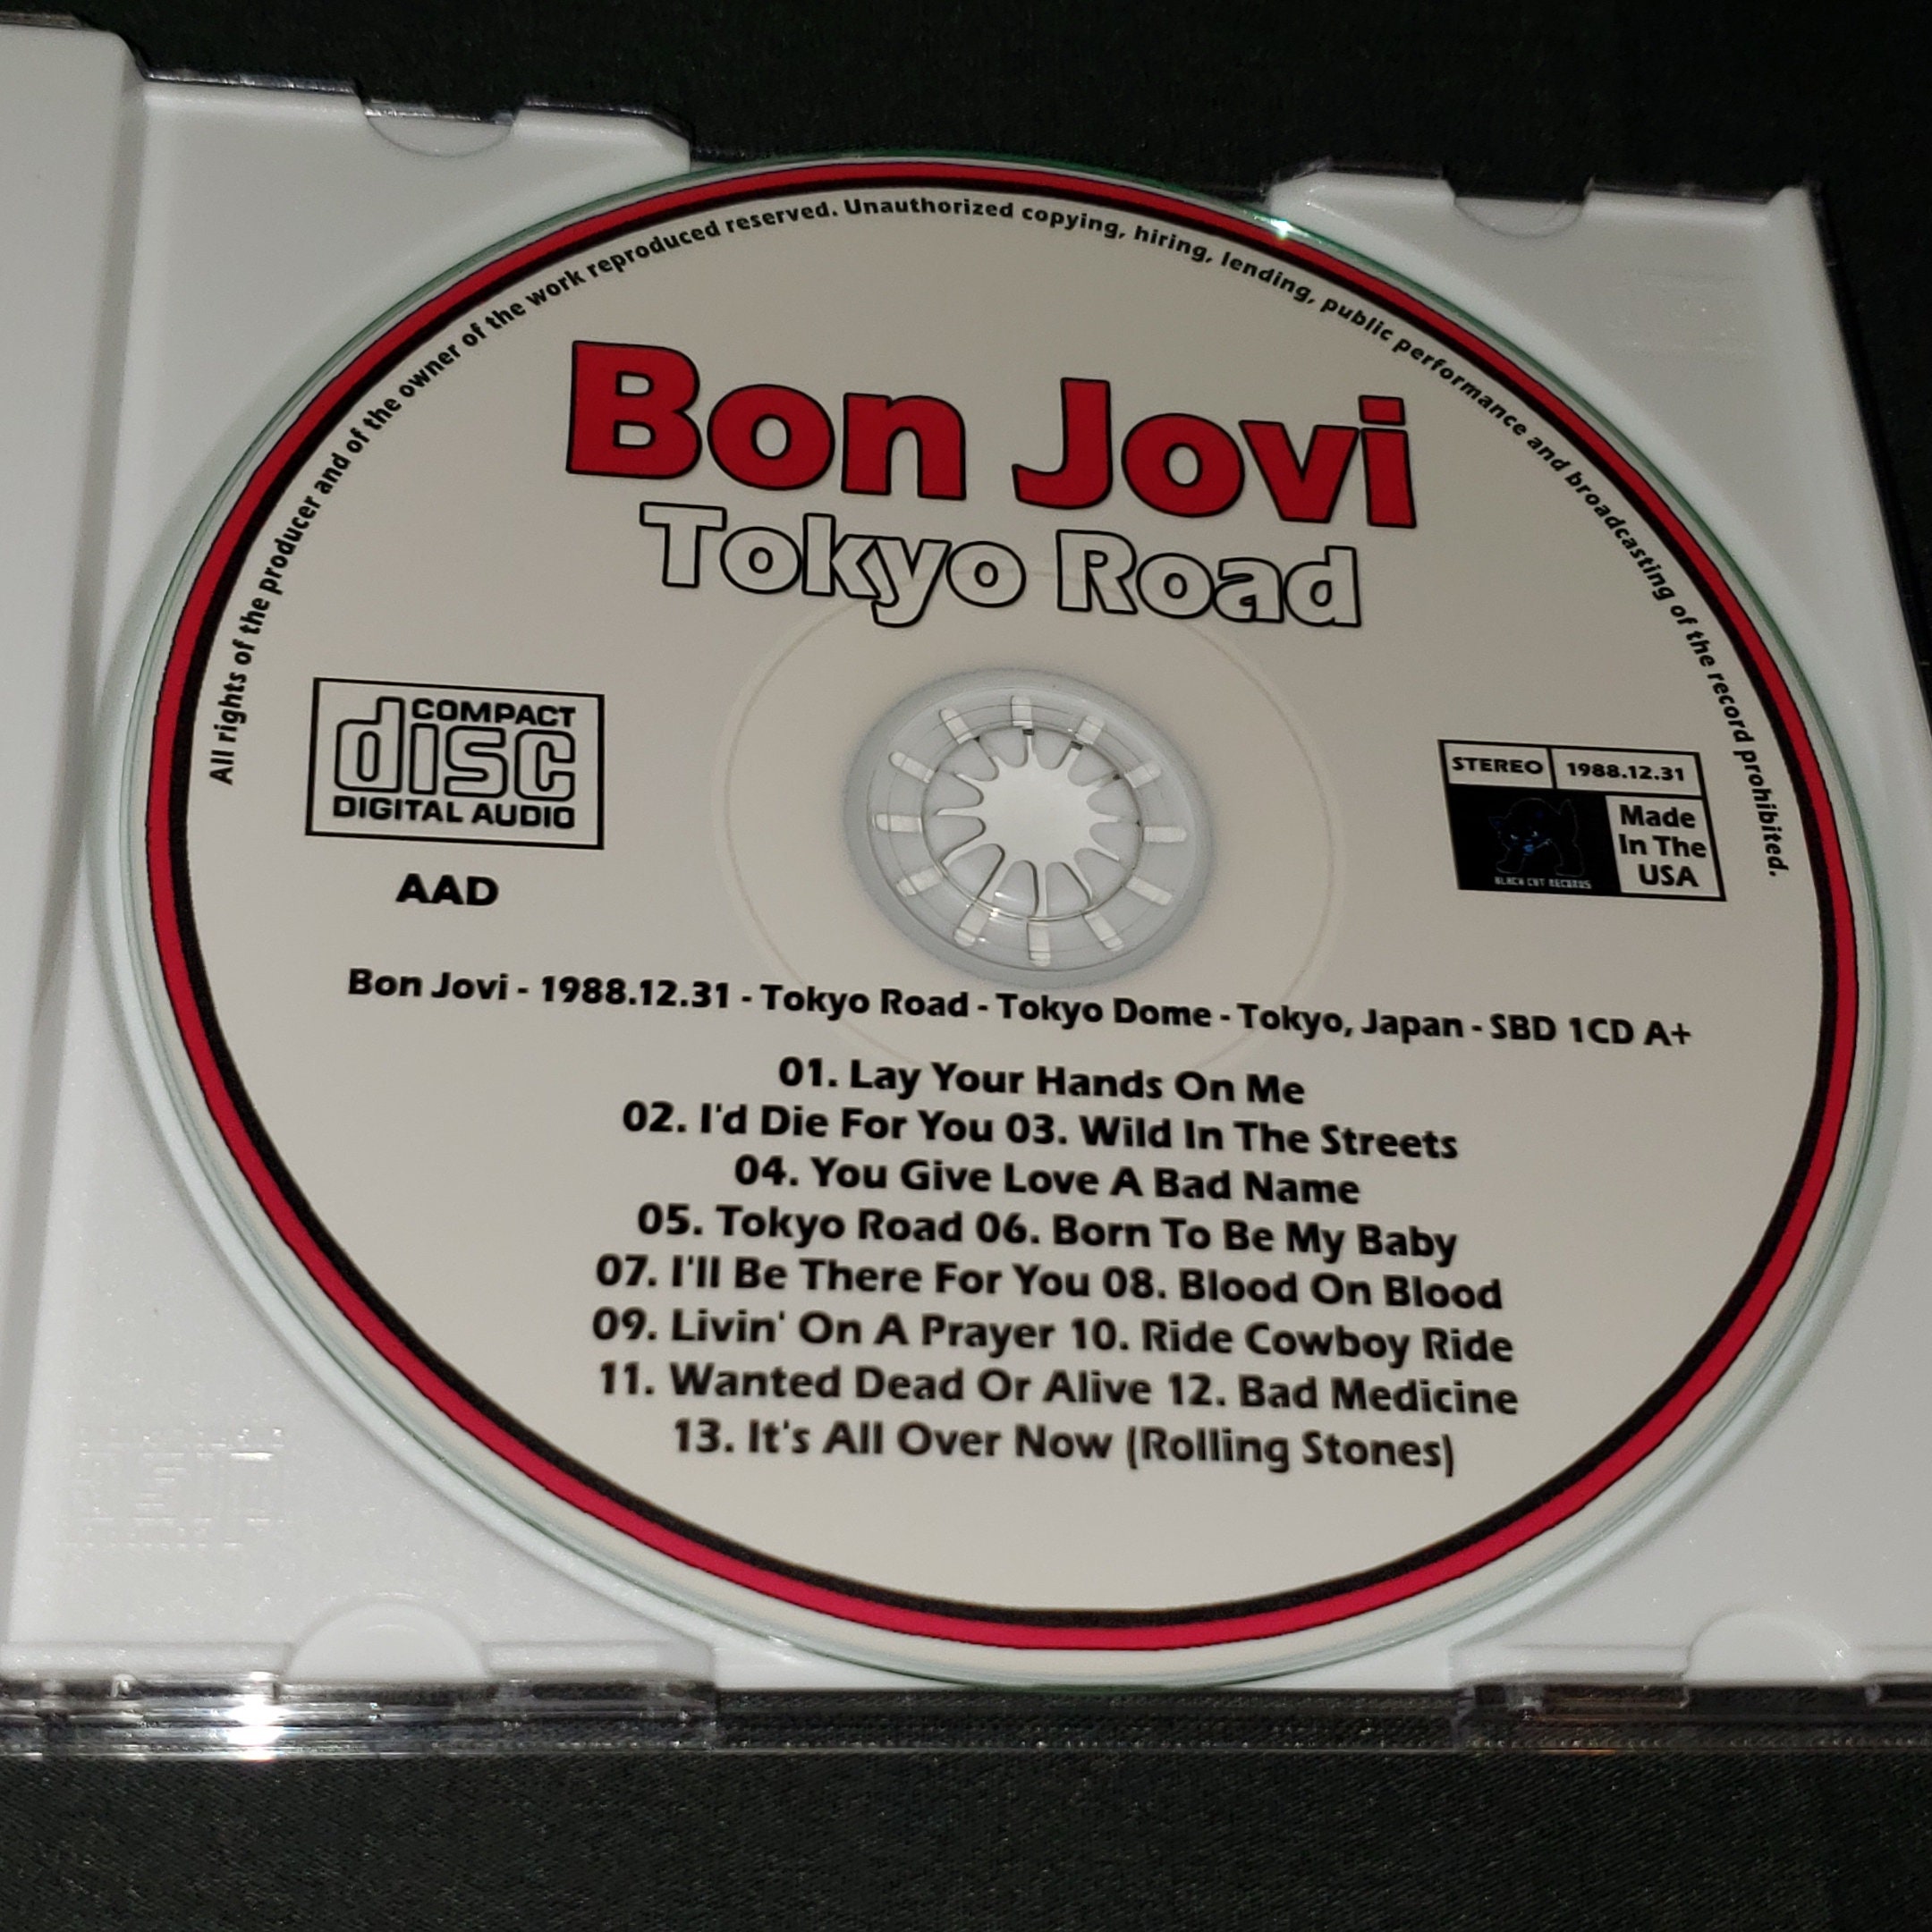 All rights of the producer and of the owner of the work reproduced reserved. Unauthorized copying, hiring, lending, public performance and broadcasting of the record prohibited.
Bon Jovi
Tokyo Road
COMPACT
disc
DIGITAL AUDIO
AAD
STEREO 1988.12.31
BLACK CAT RECORDS
Made
In The
USA
Bon Jovi - 1988.12.31 - Tokyo Road - Tokyo Dome - Tokyo, Japan - SBD 1CD A+
01. Lay Your Hands On Me
02. I'd Die For You 03. Wild In The Streets
04. You Give Love A Bad Name
05. Tokyo Road 06. Born To Be My Baby
07. I'll Be There For You 08. Blood On Blood
09. Livin' On A Prayer 10. Ride Cowboy Ride
11. Wanted Dead Or Alive 12. Bad Medicine
13. It's All Over Now (Rolling Stones)